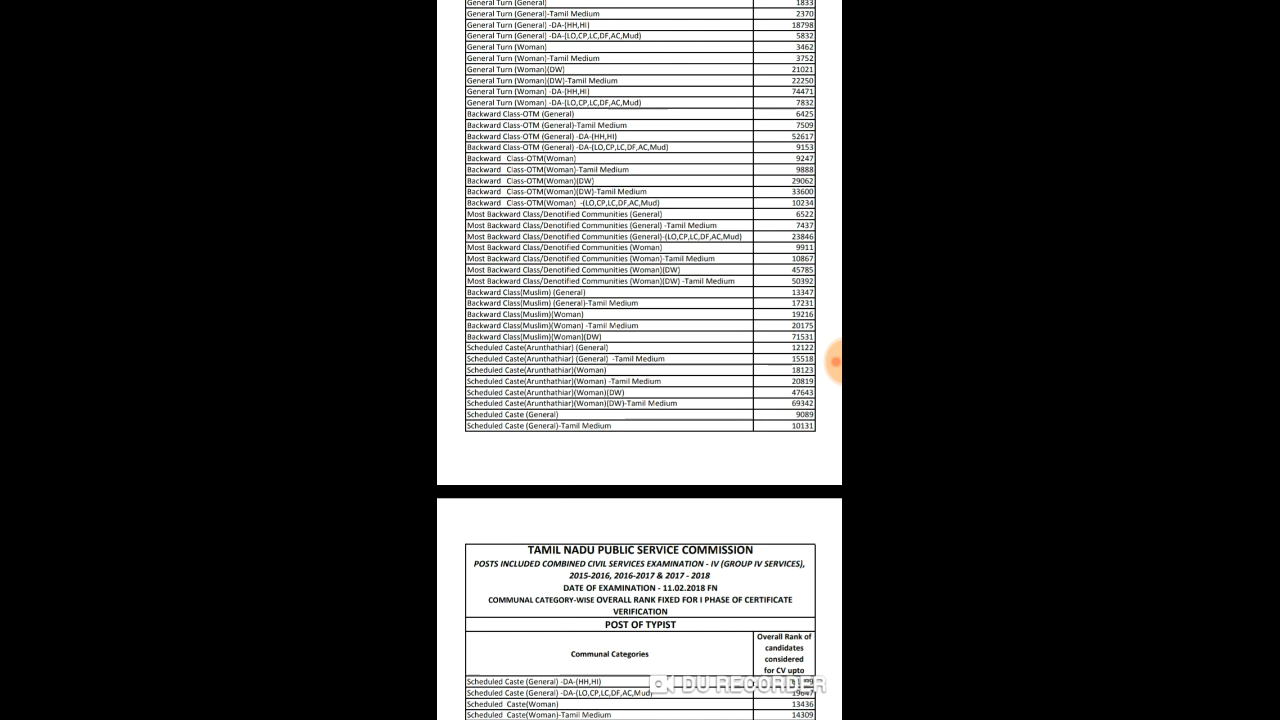 General Turn (General) 1833
General Turn (General)-Tamil Medium 2370
General Turn (General) -DA-(HH,HI) 18798
General Turn (General) -DA-(LO,CP,LC,DF,AC,Mud) 5832
General Turn (Woman) 3462
General Turn (Woman)-Tamil Medium 3752
General Turn (Woman)(DW) 21021
General Turn (Woman)(DW)-Tamil Medium 22250
General Turn (Woman) -DA-(HH,HI) 74471
General Turn (Woman) -DA-(LO,CP,LC,DF,AC,Mud) 7832
Backward Class-OTM (General) 6425
Backward Class-OTM (General)-Tamil Medium 7509
Backward Class-OTM (General) -DA-(HH,HI) 52617
Backward Class-OTM (General) -DA-(LO,CP,LC,DF,AC,Mud) 9153
Backward Class-OTM(Woman) 9247
Backward Class-OTM(Woman)-Tamil Medium 9888
Backward Class-OTM(Woman)(DW) 29062
Backward Class-OTM(Woman)(DW)-Tamil Medium 33600
Backward Class-OTM(Woman) -(LO,CP,LC,DF,AC,Mud) 10234
Most Backward Class/Denotified Communities (General) 6522
Most Backward Class/Denotified Communities (General) -Tamil Medium 7437
Most Backward Class/Denotified Communities (General)-(LO,CP,LC,DF,AC,Mud) 23846
Most Backward Class/Denotified Communities (Woman) 9911
Most Backward Class/Denotified Communities (Woman)-Tamil Medium 10867
Most Backward Class/Denotified Communities (Woman)(DW) 45785
Most Backward Class/Denotified Communities (Woman)(DW) -Tamil Medium 50392
Backward Class(Muslim) (General) 13347
Backward Class(Muslim) (General)-Tamil Medium 17231
Backward Class(Muslim)(Woman) 19216
Backward Class(Muslim)(Woman) -Tamil Medium 20175
Backward Class(Muslim)(Woman)(DW) 71531
Scheduled Caste(Arunthathiar) (General) 12122
Scheduled Caste(Arunthathiar) (General) -Tamil Medium 15518
Scheduled Caste(Arunthathiar)(Woman) 18123
Scheduled Caste(Arunthathiar)(Woman) -Tamil Medium 20819
Scheduled Caste(Arunthathiar)(Woman)(DW) 47643
Scheduled Caste(Arunthathiar)(Woman)(DW)-Tamil Medium 69342
Scheduled Caste (General) 9089
Scheduled Caste (General)-Tamil Medium 10131
TAMIL NADU PUBLIC SERVICE COMMISSION
POSTS INCLUDED COMBINED CIVIL SERVICES EXAMINATION - IV (GROUP IV SERVICES),
2015-2016, 2016-2017 & 2017 - 2018
DATE OF EXAMINATION - 11.02.2018 FN
COMMUNAL CATEGORY-WISE OVERALL RANK FIXED FOR I PHASE OF CERTIFICATE
VERIFICATION
POST OF TYPIST
Communal Categories
Overall Rank of
candidates
considered
for CV upto
Scheduled Caste (General) -DA-(HH,HI)
Scheduled Caste (General) -DA-(LO,CP,LC,DF,AC,Mud)
DU RECORDER
Scheduled Caste(Woman) 13436
Scheduled Caste(Woman)-Tamil Medium 14309